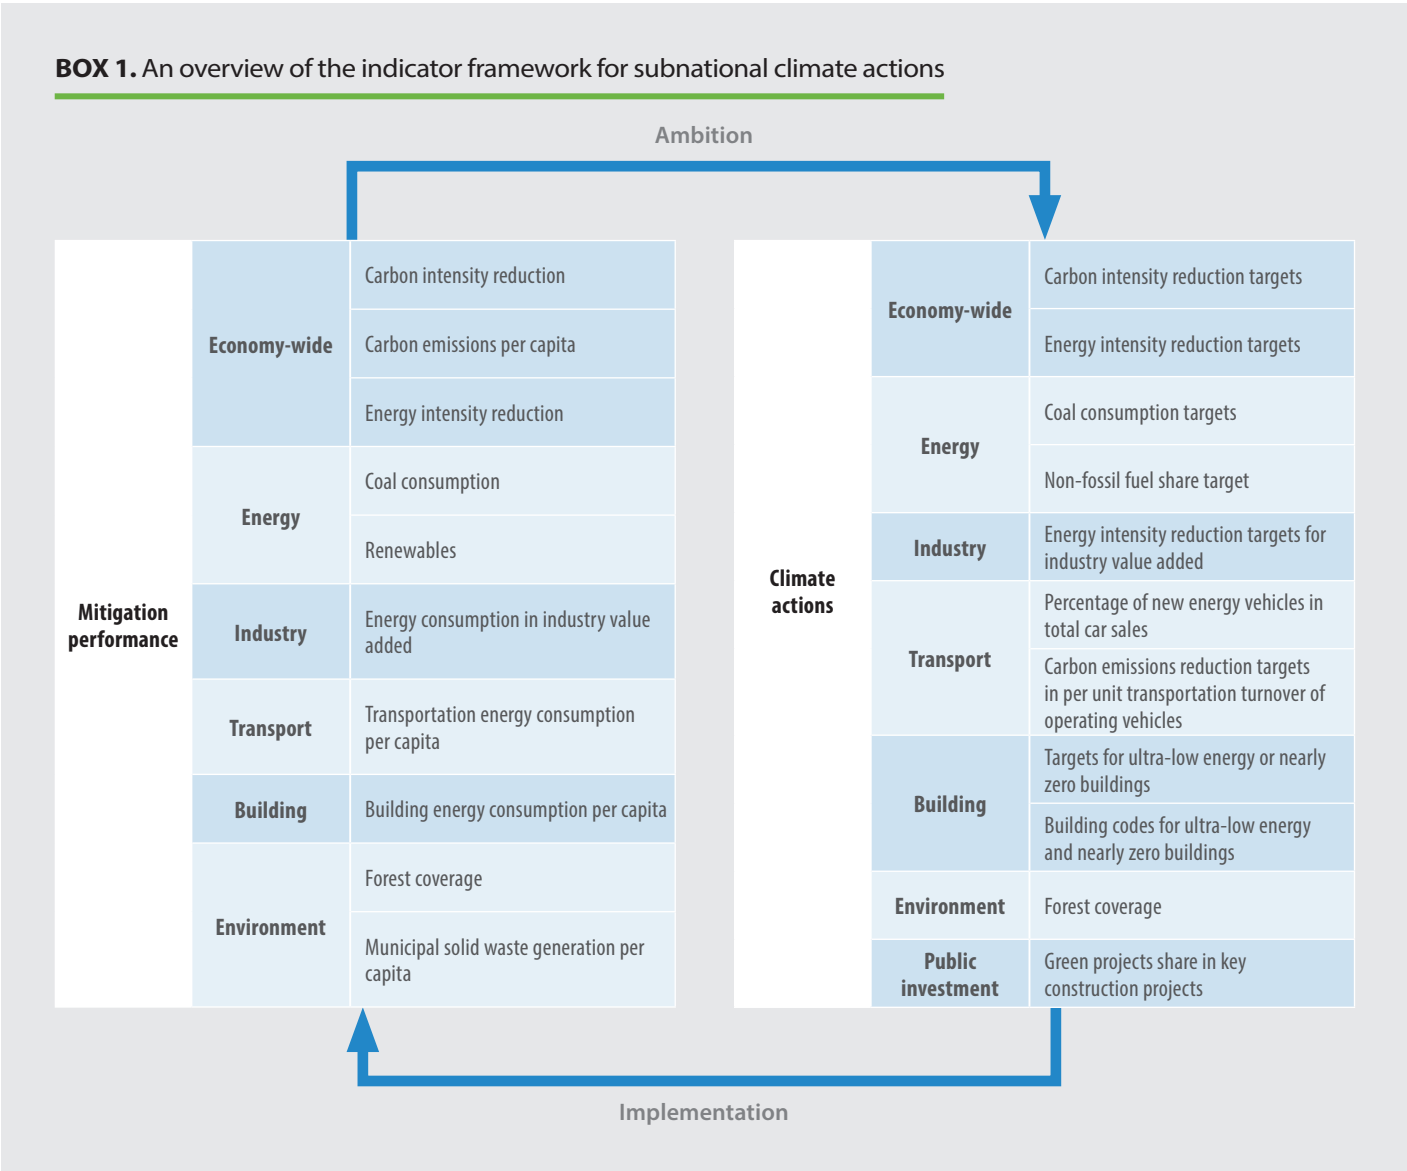 BOX 1. An overview of the indicator framework for subnational climate actions
Ambition
Mitigation
performance
Economy-wide
Carbon intensity reduction
Carbon emissions per capita
Energy intensity reduction
Energy
Coal consumption
Renewables
Industry
Energy consumption in industry value
added
Transport
Transportation energy consumption
per capita
Building
Building energy consumption per capita
Environment
Forest coverage
Municipal solid waste generation per
capita
Climate
actions
Economy-wide
Carbon intensity reduction targets
Energy intensity reduction targets
Energy
Coal consumption targets
Non-fossil fuel share target
Industry
Energy intensity reduction targets for
industry value added
Transport
Percentage of new energy vehicles in
total car sales
Carbon emissions reduction targets
in per unit transportation turnover of
operating vehicles
Building
Targets for ultra-low energy or nearly
zero buildings
Building codes for ultra-low energy
and nearly zero buildings
Environment
Forest coverage
Public
investment
Green projects share in key
construction projects
Implementation